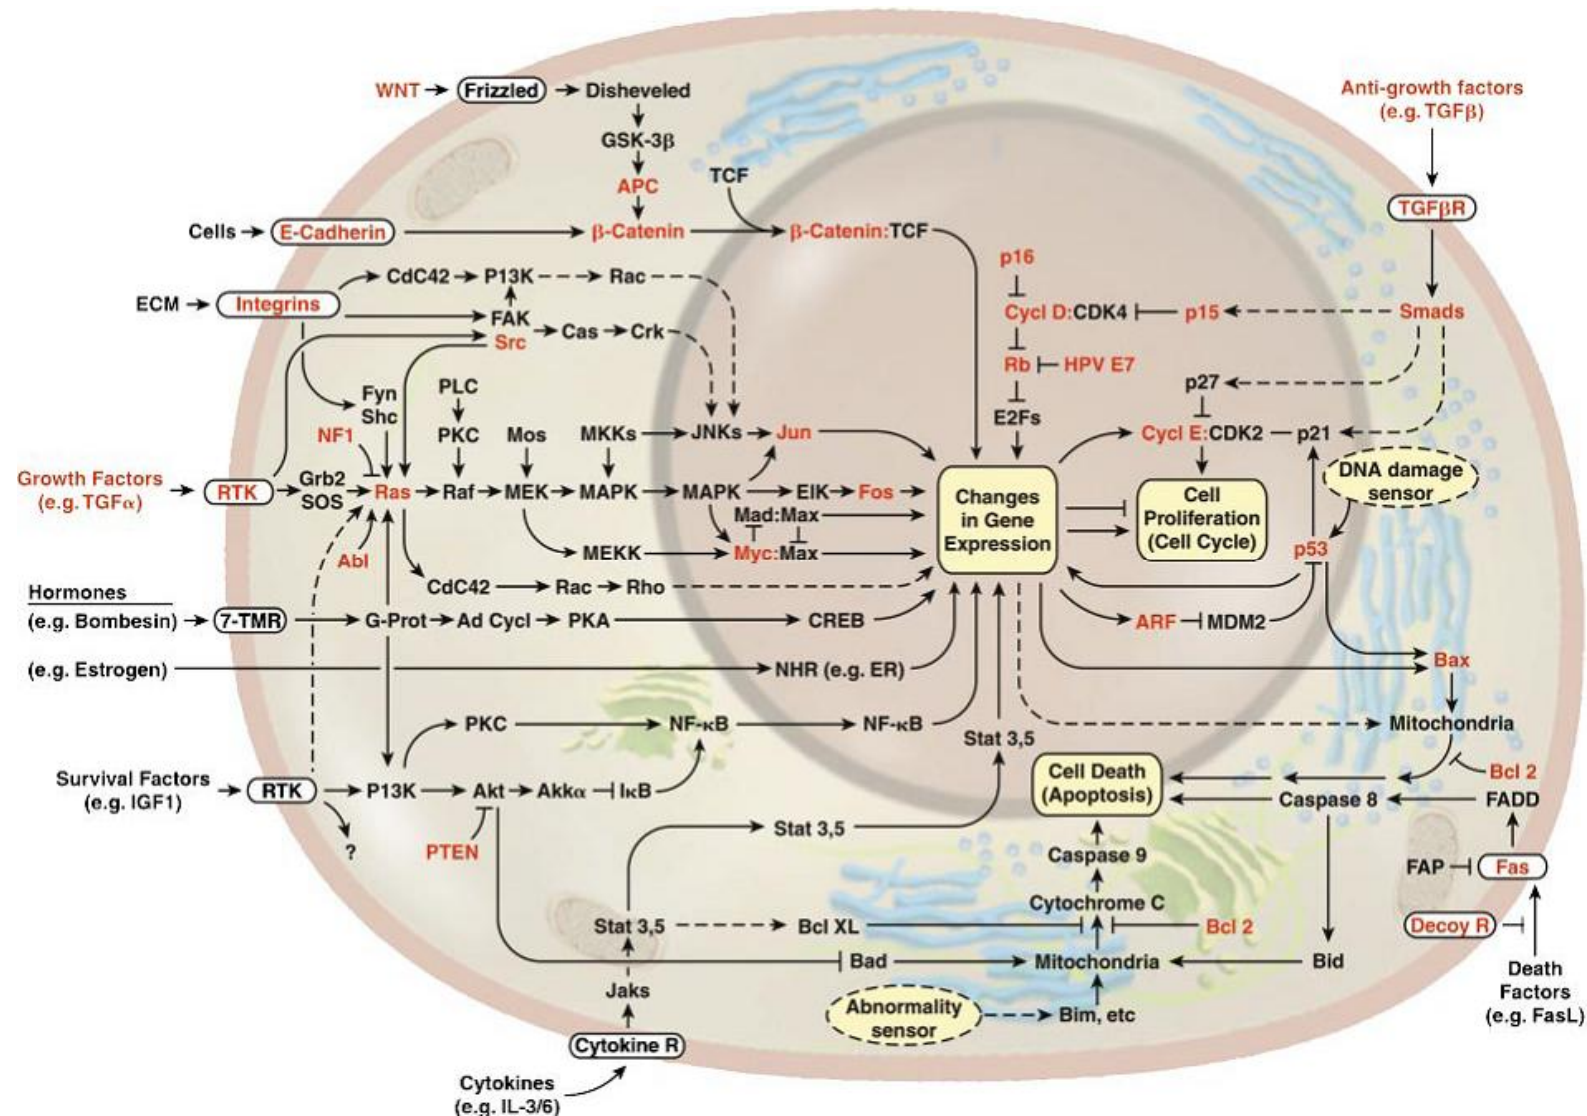 WNT
Frizzled
Disheveled
GSK-3β
APC
TCF
Anti-growth factors
(e.g. TGFβ)
TGFβR
Cells
E-Cadherin
β-Catenin
β-Catenin:TCF
p16
CdC42
P13K
Rac
ECM
Integrins
FAK
Src
Cas
Crk
Cycl D:CDK4
p15
Smads
Rb
HPV E7
Fyn
Shc
PLC
p27
E2Fs
NF1
PKC
Mos
MKKs
JNKs
Jun
Cycl E:CDK2
p21
DNA damage
sensor
Growth Factors
(e.g. TGFα)
RTK
Grb2
SOS
Ras
Raf
MEK
MAPK
MAPK
ElK
Fos
Mad:Max
Changes
in Gene
Expression
Cell
Proliferation
(Cell Cycle)
Abl
MEKK
Myc:Max
p53
CdC42
Rac
Rho
Hormones
(e.g. Bombesin)
7-TMR
G-Prot
Ad Cycl
PKA
CREB
ARF
MDM2
(e.g. Estrogen)
NHR (e.g. ER)
Bax
PKC
NF-κB
NF-κB
Stat 3,5
Mitochondria
Survival Factors
(e.g. IGF1)
RTK
P13K
Akt
Akkα
IκB
Cell Death
(Apoptosis)
Bcl 2
Caspase 8
FADD
?
PTEN
Stat 3,5
Caspase 9
FAP
Fas
Cytochrome C
Stat 3,5
Bcl XL
Bcl 2
Decoy R
Bad
Mitochondria
Bid
Death
Factors
(e.g. FasL)
Jaks
Abnormality
sensor
Bim, etc
Cytokine R
Cytokines
(e.g. IL-3/6)